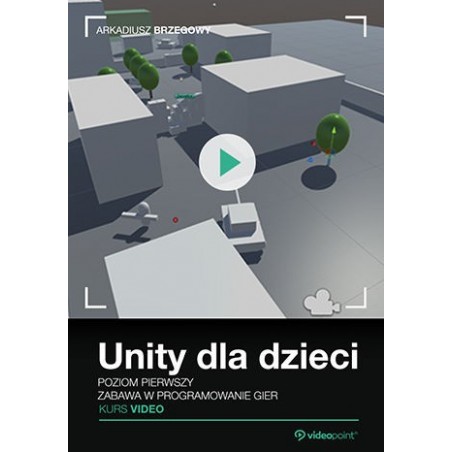 ARKADIUSZ BRZEGOWY
Unity dla dzieci
POZIOM PIERWSZY
ZABAWA W PROGRAMOWANIE GIER
KURS VIDEO
videopoint